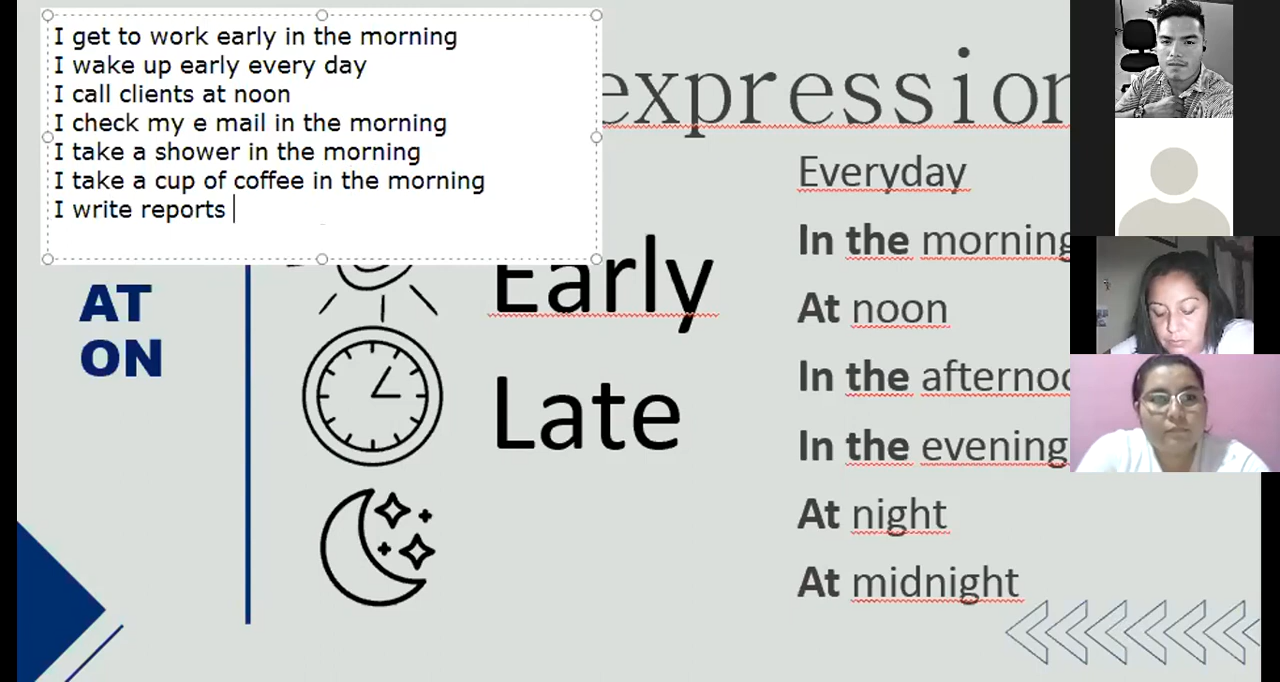 I get to work early in the morning
I wake up early every day
I call clients at noon
I check my e mail in the morning
I take a shower in the morning
I take a cup of coffee in the morning
I write reports
expression
AT
ON
Early
Late
Everyday
In the morning
At noon
In the afternoo
In the evening
At night
At midnight